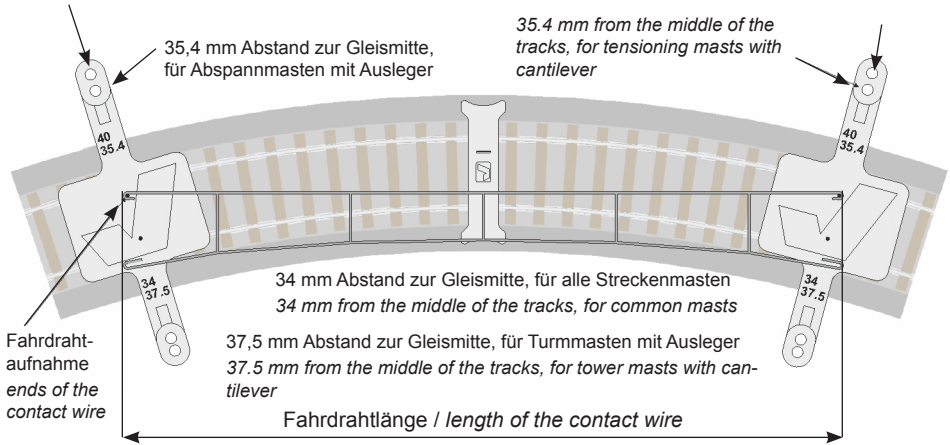 35,4 mm Abstand zur Gleismitte,
für Abspannmasten mit Ausleger
35.4 mm from the middle of the
tracks, for tensioning masts with
cantilever
40
35.4
40
35.4
34
37.5
34
37.5
34 mm Abstand zur Gleismitte, für alle Streckenmasten
34 mm from the middle of the tracks, for common masts
37,5 mm Abstand zur Gleismitte, für Turmmasten mit Ausleger
37.5 mm from the middle of the tracks, for tower masts with can-
tilever
Fahrdraht-
aufnahme
ends of the
contact wire
Fahrdrahtlänge / length of the contact wire